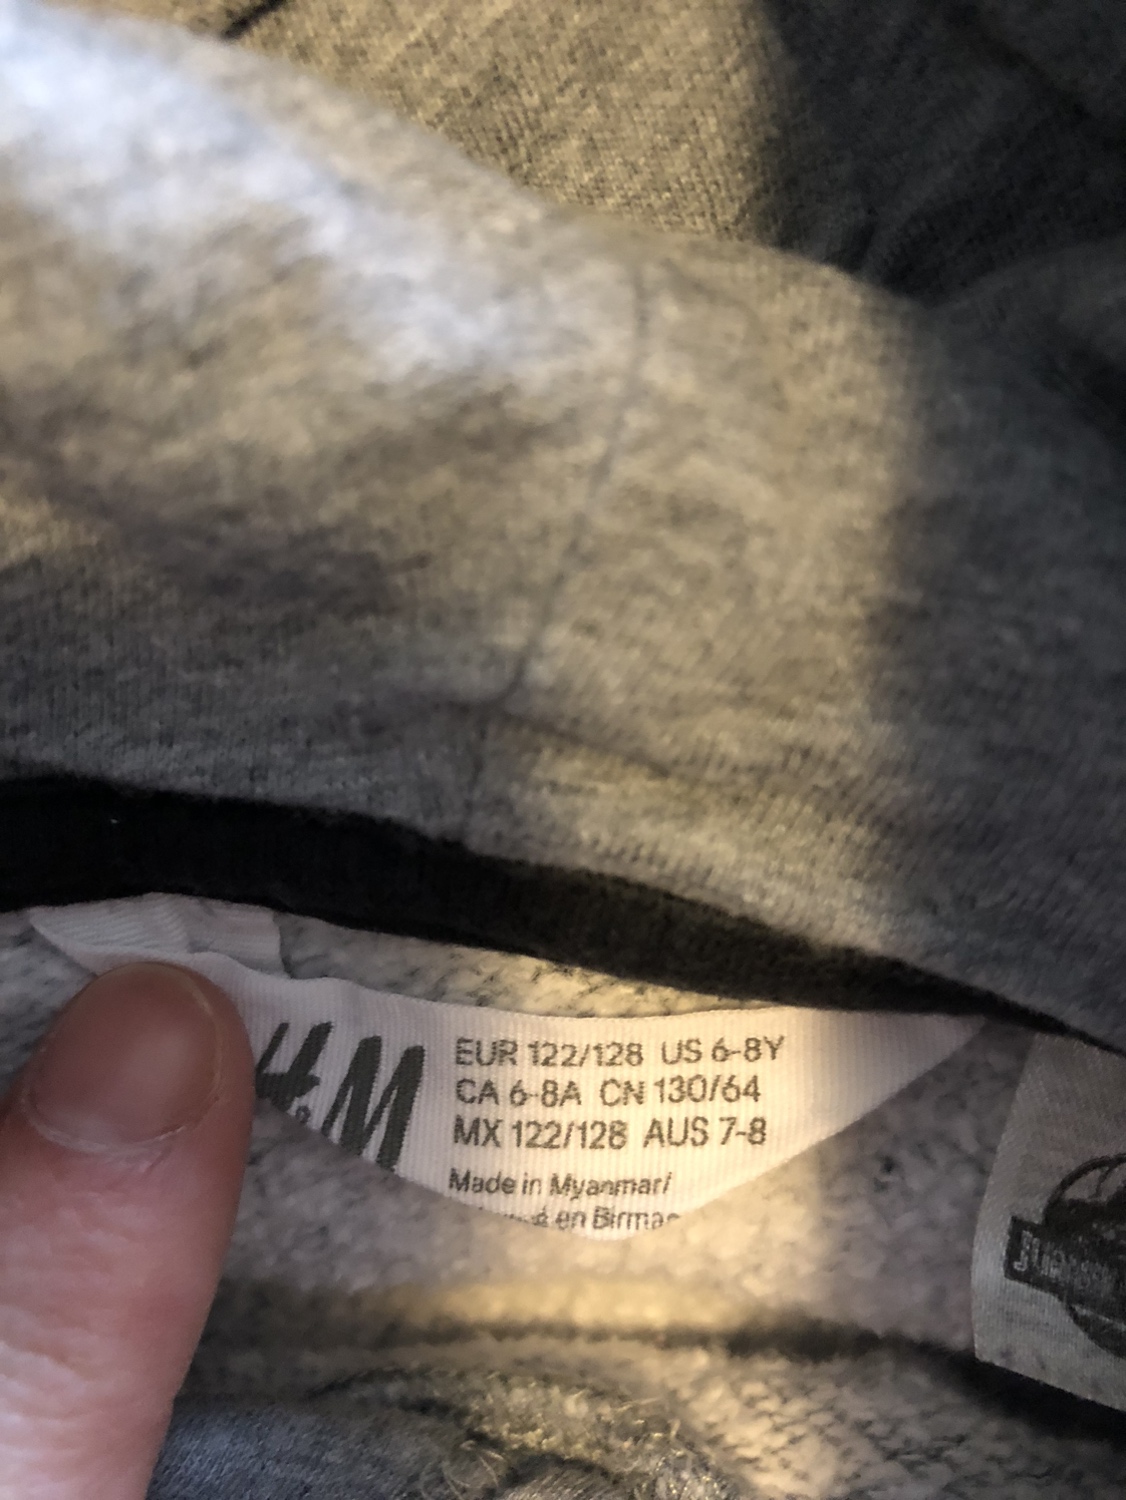 H&M
EUR 122/128 US 6-8Y
CA 6-8A CN 130/64
MX 122/128 AUS 7-8
Made in Myanmar/
en